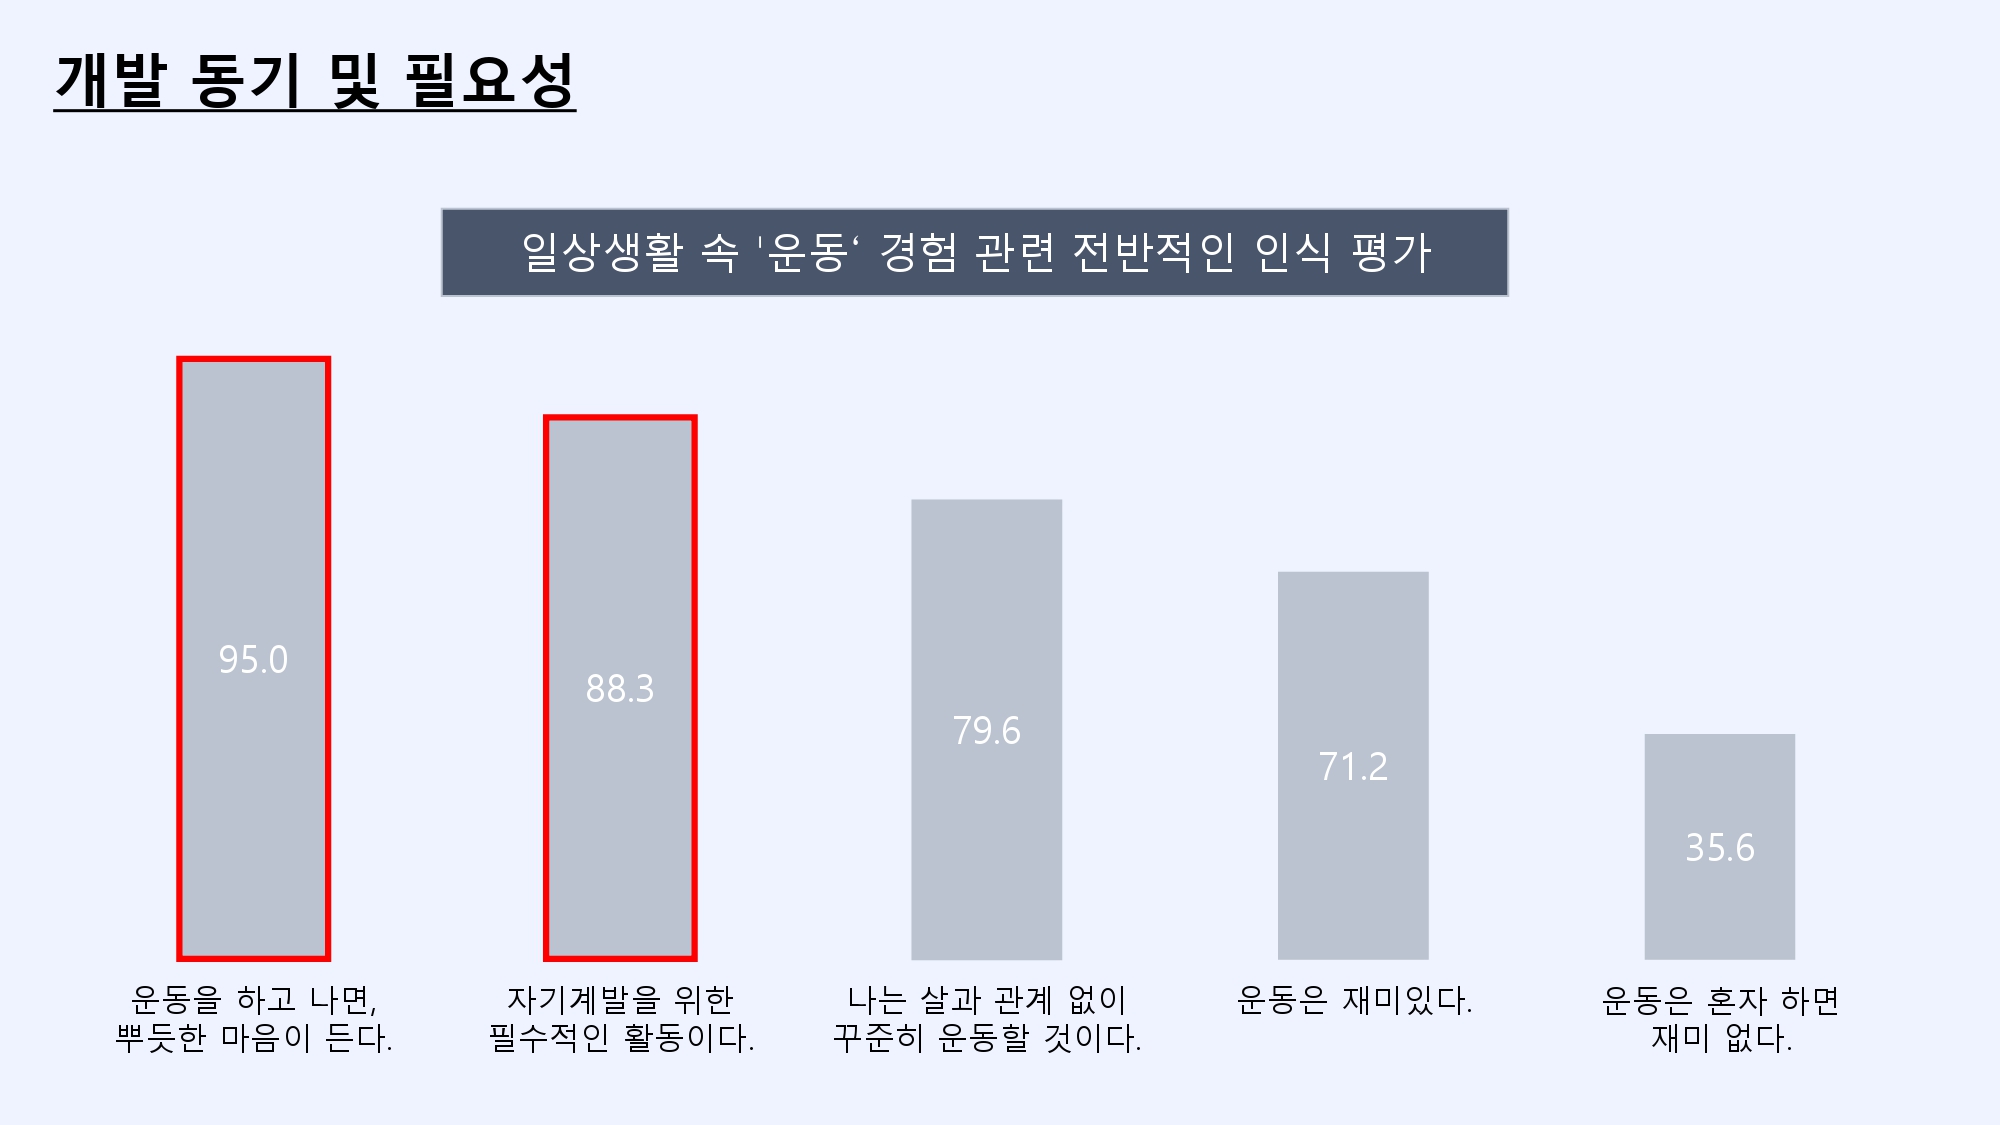 개발 동기 및 필요성
일상생활 속 '운동‘ 경험 관련 전반적인 인식 평가
95.0
88.3
79.6
71.2
35.6
운동을 하고 나면,
뿌듯한 마음이 든다.
자기계발을 위한
필수적인 활동이다.
나는 살과 관계 없이
꾸준히 운동할 것이다.
운동은 재미있다.
운동은 혼자 하면
재미 없다.